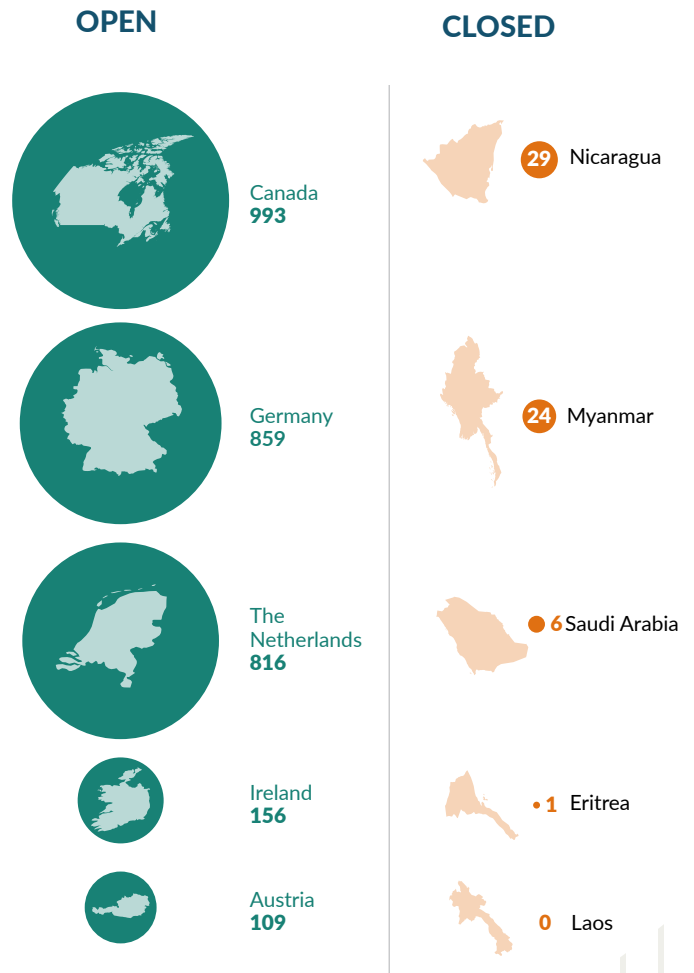 OPEN
Canada
993
Germany
859
The
Netherlands
816
Ireland
156
Austria
109
CLOSED
29 Nicaragua
24 Myanmar
6 Saudi Arabia
1 Eritrea
0 Laos